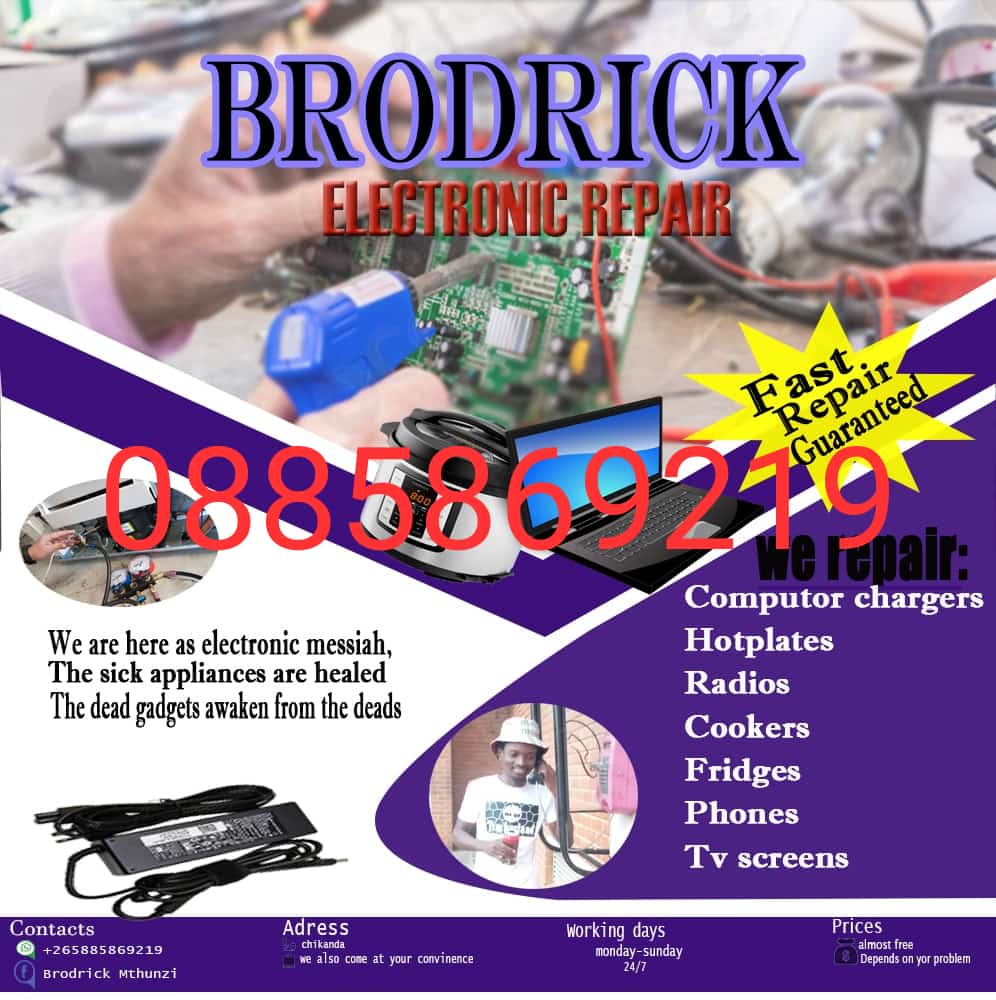 BRODRICK
ELECTRONIC REPAIR
Fast
Repair
Guaranteed
8:00
0885869219
we repair:
Computor chargers
Hotplates
Radios
Cookers
Fridges
Phones
Tv screens
We are here as electronic messiah,
The sick appliances are healed
The dead gadgets awaken from the deads
Contacts
+265885869219
Brodrick Mthunzi
Adress
chikanda
we also come at your convinence
Working days
monday-sunday
24/7
Prices
almost free
Depends on yor problem